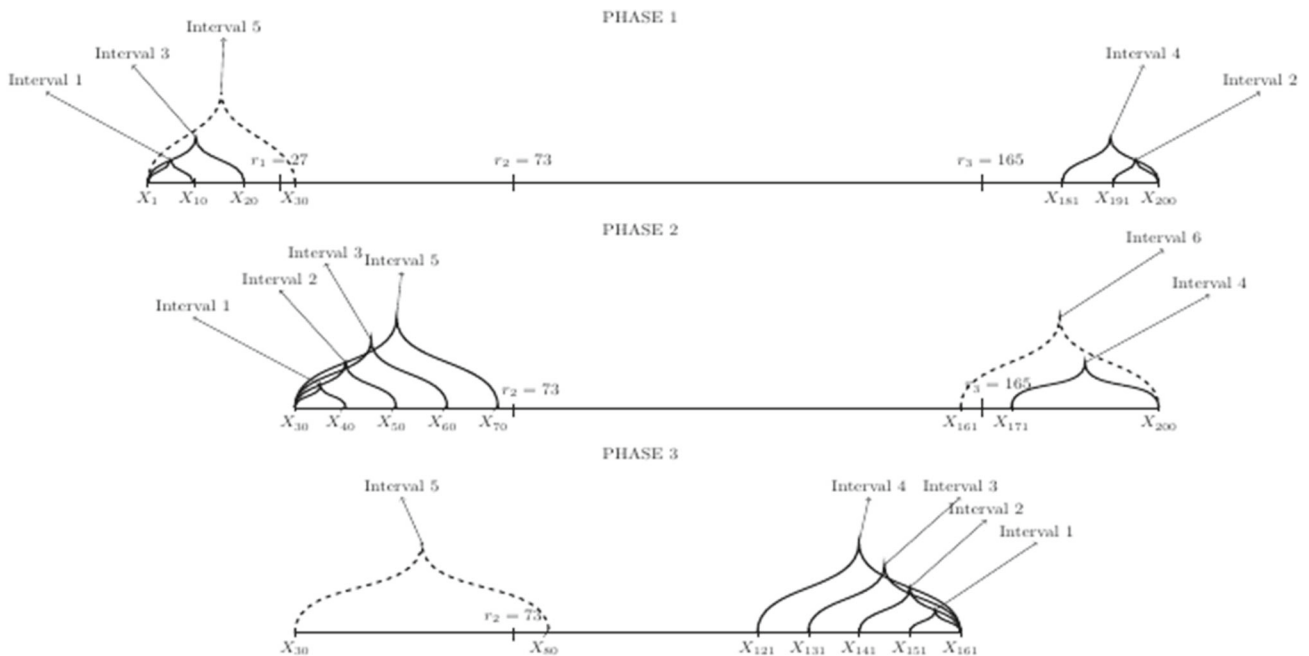 PHASE 1
Interval 5
Interval 3
Interval 4
Interval 1
Interval 2
r₁ = 27
r₂ = 73
r₃ = 165
X₁ X₁₀ X₂₀ X₃₀ X₁₈₁ X₁₉₁ X₂₀₀
PHASE 2
Interval 6
Interval 3
Interval 5
Interval 2
Interval 4
Interval 1
r₂ = 73
r₃ = 165
X₃₀ X₄₀ X₅₀ X₆₀ X₇₀ X₁₆₁ X₁₇₁ X₂₀₀
PHASE 3
Interval 5
Interval 4
Interval 3
Interval 2
Interval 1
r₂ = 73
X₃₀ X₈₀ X₁₂₁ X₁₃₁ X₁₄₁ X₁₅₁ X₁₆₁